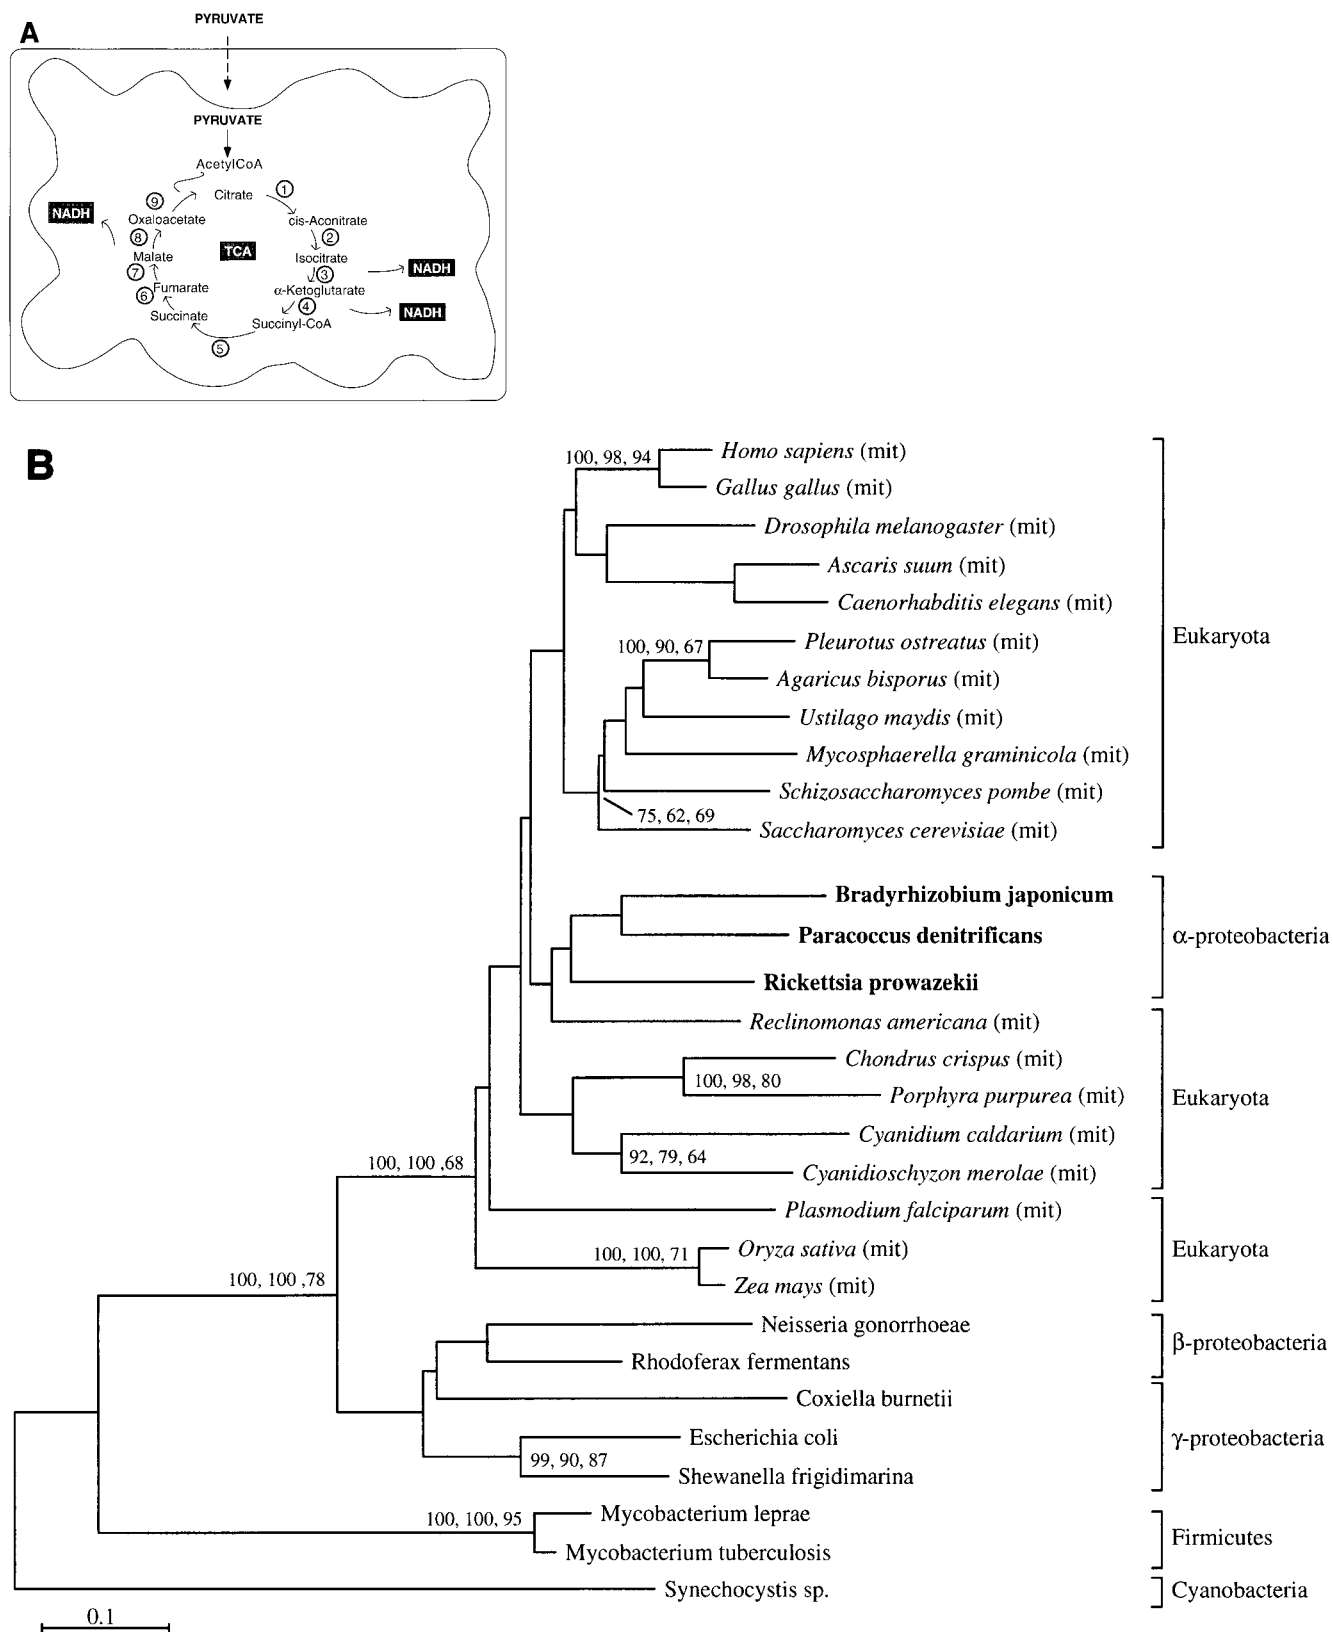 A
PYRUVATE
PYRUVATE
AcetylCoA
Citrate
1
cis-Aconitrate
2
Isocitrate
3
NADH
α-Ketoglutarate
4
NADH
Succinyl-CoA
5
Succinate
6
Fumarate
7
Malate
8
NADH
Oxaloacetate
9
TCA
B
100, 98, 94
Homo sapiens (mit)
Gallus gallus (mit)
Drosophila melanogaster (mit)
Ascaris suum (mit)
Caenorhabditis elegans (mit)
Eukaryota
100, 90, 67
Pleurotus ostreatus (mit)
Agaricus bisporus (mit)
Ustilago maydis (mit)
Mycosphaerella graminicola (mit)
Schizosaccharomyces pombe (mit)
75, 62, 69
Saccharomyces cerevisiae (mit)
Bradyrhizobium japonicum
Paracoccus denitrificans
α-proteobacteria
Rickettsia prowazekii
Reclinomonas americana (mit)
Chondrus crispus (mit)
100, 98, 80
Porphyra purpurea (mit)
Eukaryota
Cyanidium caldarium (mit)
92, 79, 64
Cyanidioschyzon merolae (mit)
100, 100 ,68
Plasmodium falciparum (mit)
Oryza sativa (mit)
100, 100, 71
Eukaryota
Zea mays (mit)
100, 100 ,78
Neisseria gonorrhoeae
β-proteobacteria
Rhodoferax fermentans
Coxiella burnetii
Escherichia coli
γ-proteobacteria
99, 90, 87
Shewanella frigidimarina
Mycobacterium leprae
100, 100, 95
Firmicutes
Mycobacterium tuberculosis
Synechocystis sp.
Cyanobacteria
0.1